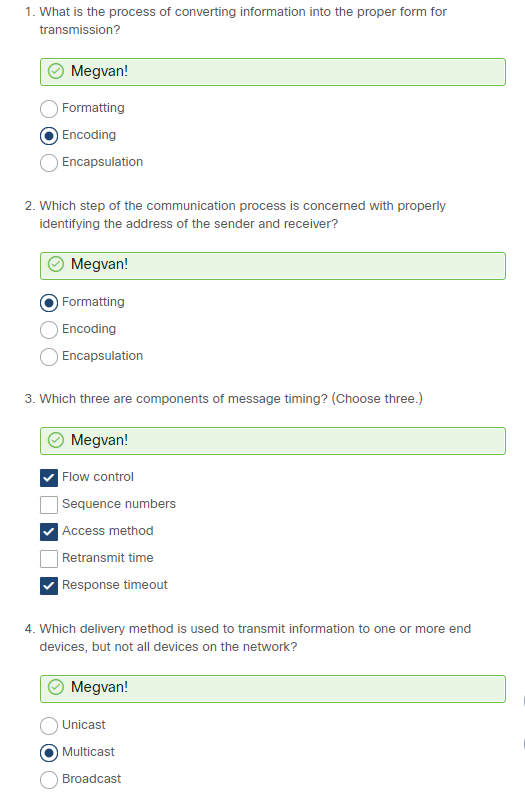 1. What is the process of converting information into the proper form for
transmission?
Megvan!
Formatting
Encoding
Encapsulation
2. Which step of the communication process is concerned with properly
identifying the address of the sender and receiver?
Megvan!
Formatting
Encoding
Encapsulation
3. Which three are components of message timing? (Choose three.)
Megvan!
Flow control
Sequence numbers
Access method
Retransmit time
Response timeout
4. Which delivery method is used to transmit information to one or more end
devices, but not all devices on the network?
Megvan!
Unicast
Multicast
Broadcast